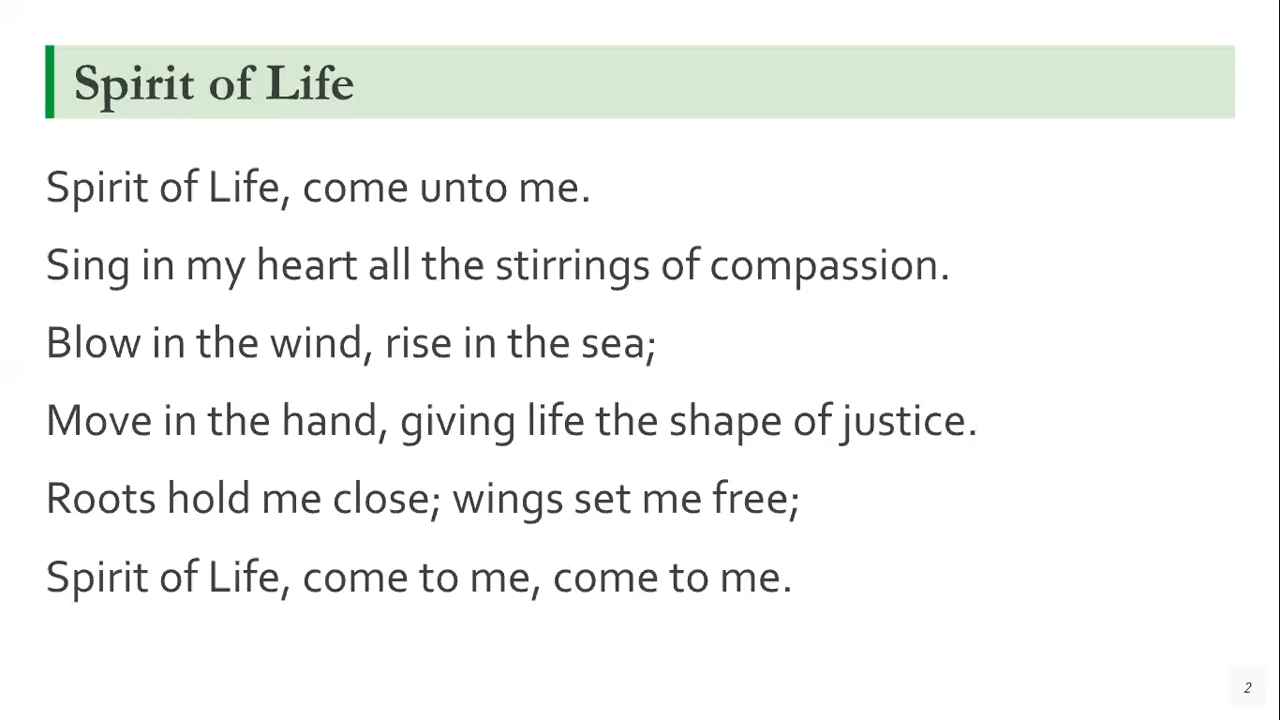 Spirit of Life
Spirit of Life, come unto me.
Sing in my heart all the stirrings of compassion.
Blow in the wind, rise in the sea;
Move in the hand, giving life the shape of justice.
Roots hold me close; wings set me free;
Spirit of Life, come to me, come to me.
2